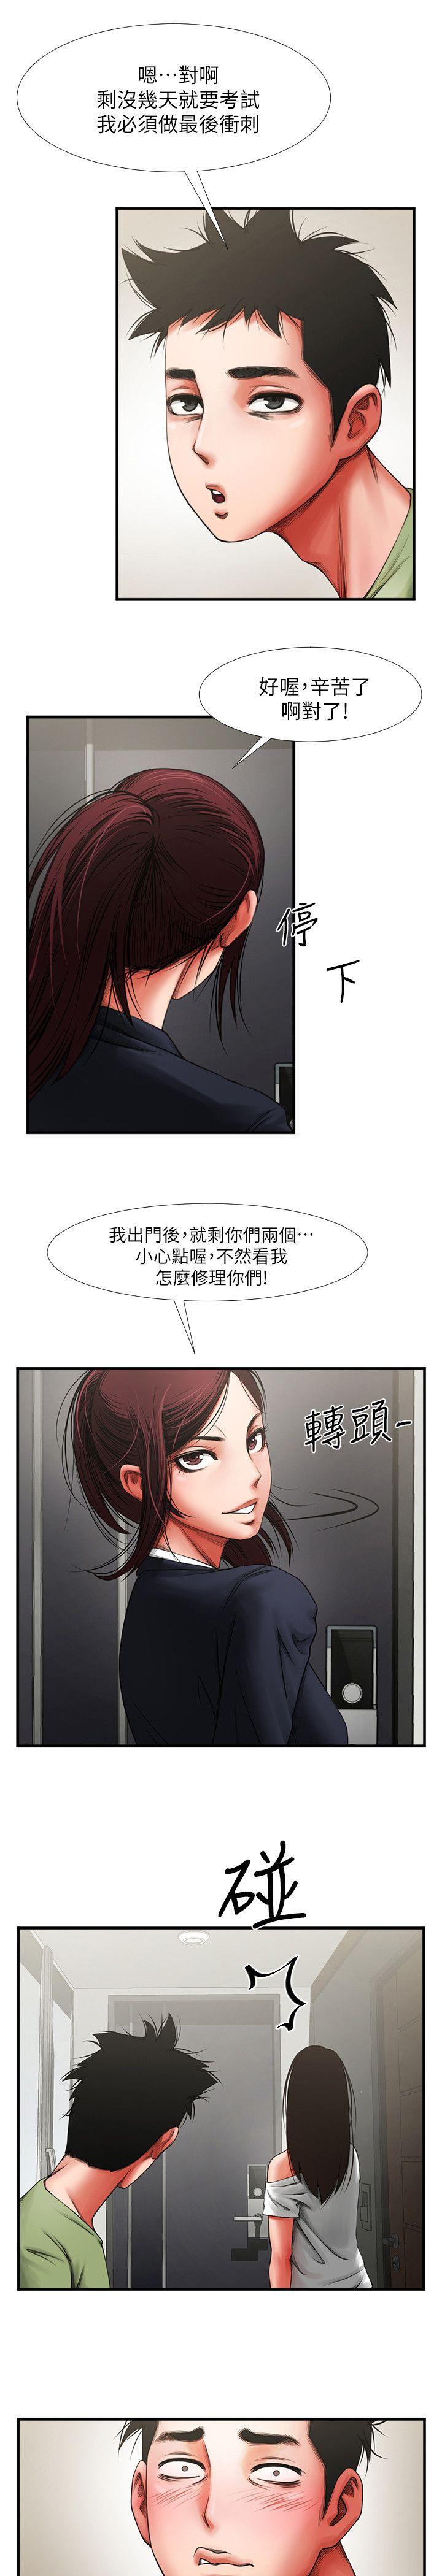 嗯⋯對啊
剩沒幾天就要考試
我必須做最後衝刺
好喔，辛苦了
啊對了!
停
下
我出門後，就剩你們兩個⋯
小心點喔，不然看我
怎麼修理你們!
轉頭-
碰